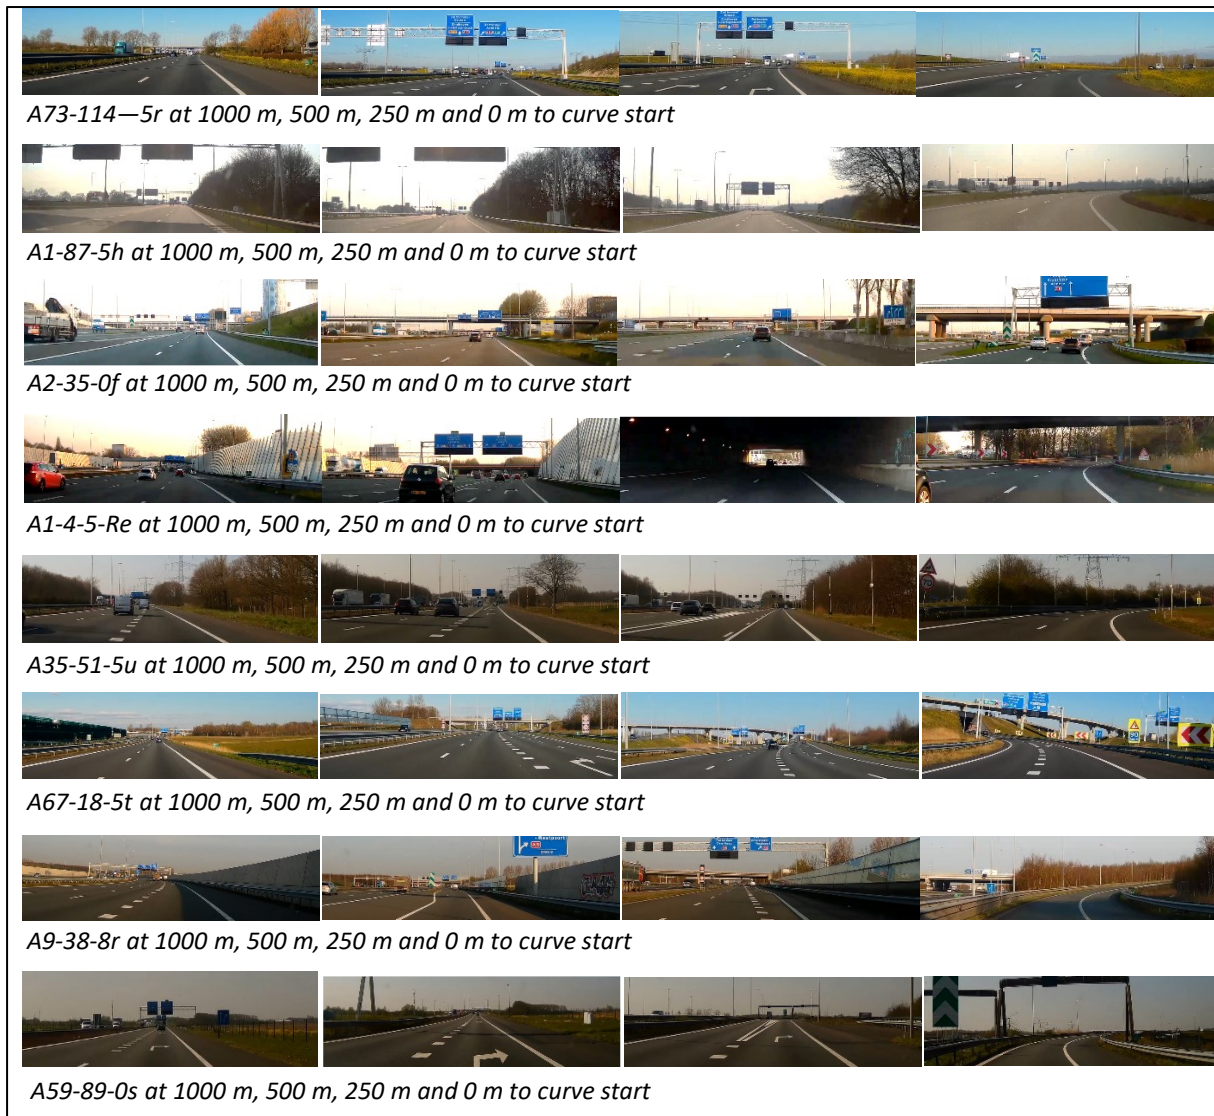 A73-114—5r at 1000 m, 500 m, 250 m and 0 m to curve start
A1-87-5h at 1000 m, 500 m, 250 m and 0 m to curve start
A2-35-0f at 1000 m, 500 m, 250 m and 0 m to curve start
A1-4-5-Re at 1000 m, 500 m, 250 m and 0 m to curve start
A35-51-5u at 1000 m, 500 m, 250 m and 0 m to curve start
A67-18-5t at 1000 m, 500 m, 250 m and 0 m to curve start
Westpoort
A9-38-8r at 1000 m, 500 m, 250 m and 0 m to curve start
A59-89-0s at 1000 m, 500 m, 250 m and 0 m to curve start